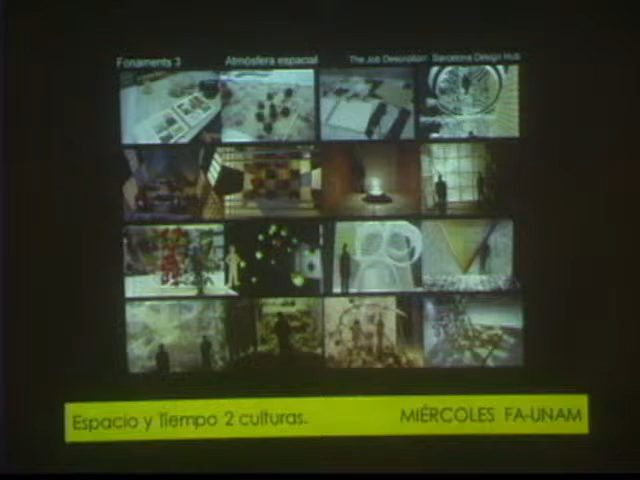 Fonaments 3 Atmósfera espacial The Job Description Barcelona Design Hub
Espacio y Tiempo 2 culturas. MIÉRCOLES FA-UNAM